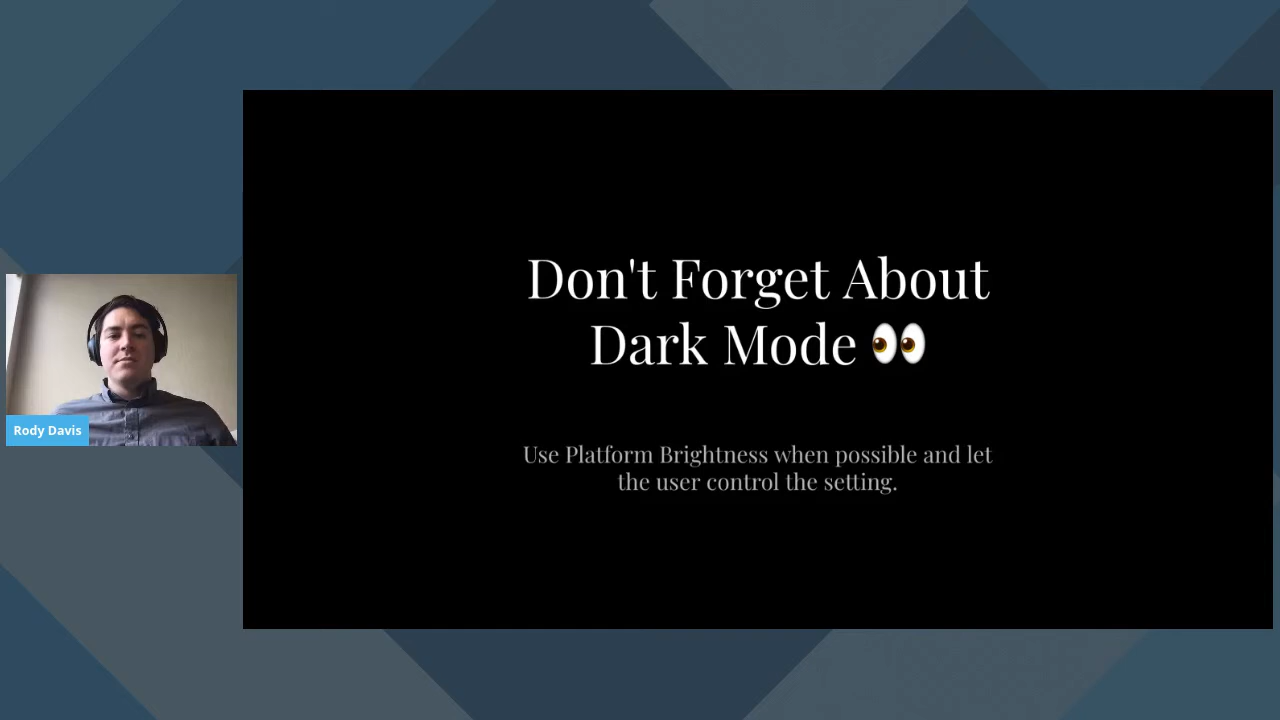 Don't Forget About
Dark Mode 👀
Use Platform Brightness when possible and let
the user control the setting.
Rody Davis